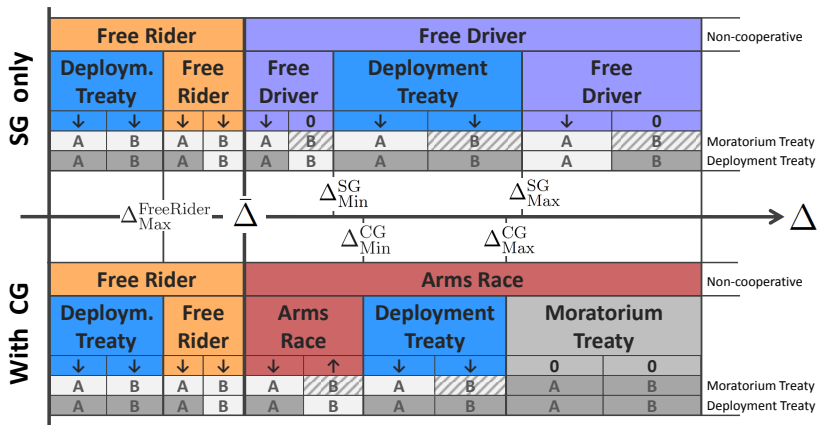 SG only
Free Rider Free Driver Non-cooperative
Deploym. Treaty Free Rider Free Driver Deployment Treaty Free Driver
↓ ↓ ↓ ↓ ↓ 0 ↓ ↓ ↓ 0
A B A B A B A B A B Moratorium Treaty
A B A B A B A B A B Deployment Treaty
Δ^SG_Min Δ^SG_Max
Δ^FreeRider_Max Δ̄ Δ
Δ^CG_Min Δ^CG_Max
With CG
Free Rider Arms Race Non-cooperative
Deploym. Treaty Free Rider Arms Race Deployment Treaty Moratorium Treaty
↓ ↓ ↓ ↓ ↓ ↑ ↓ ↓ 0 0
A B A B A B A B A B Moratorium Treaty
A B A B A B A B A B Deployment Treaty